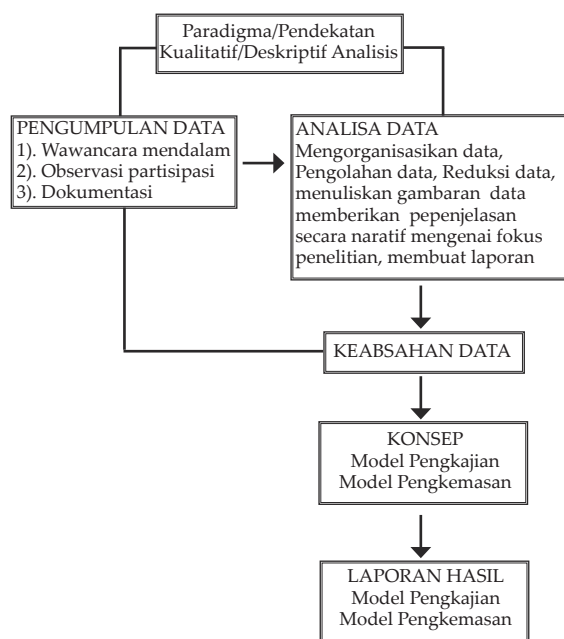 Paradigma/Pendekatan
Kualitatif/Deskriptif Analisis
PENGUMPULAN DATA
1). Wawancara mendalam
2). Observasi partisipasi
3). Dokumentasi
ANALISA DATA
Mengorganisasikan data,
Pengolahan data, Reduksi data,
menuliskan gambaran data
memberikan pepenjelasan
secara naratif mengenai fokus
penelitian, membuat laporan
KEABSAHAN DATA
KONSEP
Model Pengkajian
Model Pengkemasan
LAPORAN HASIL
Model Pengkajian
Model Pengkemasan